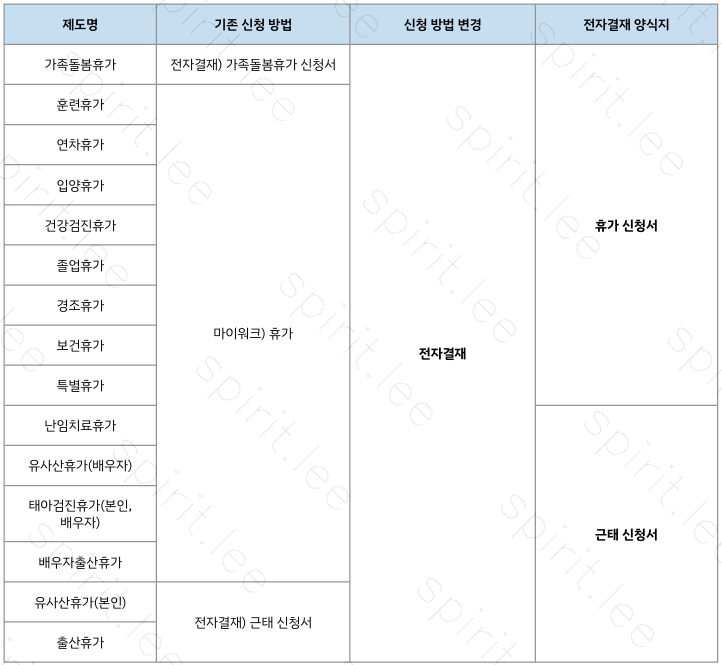 제도명 기존 신청 방법 신청 방법 변경 전자결재 양식지
가족돌봄휴가 전자결재) 가족돌봄휴가 신청서
훈련휴가
연차휴가
입양휴가
건강검진휴가 휴가 신청서
졸업휴가
경조휴가
마이워크) 휴가
보건휴가 전자결재
특별휴가
난임치료휴가
유사산휴가(배우자)
태아검진휴가(본인,
배우자)
근태 신청서
배우자출산휴가
유사산휴가(본인)
전자결재) 근태 신청서
출산휴가
spirit.lee